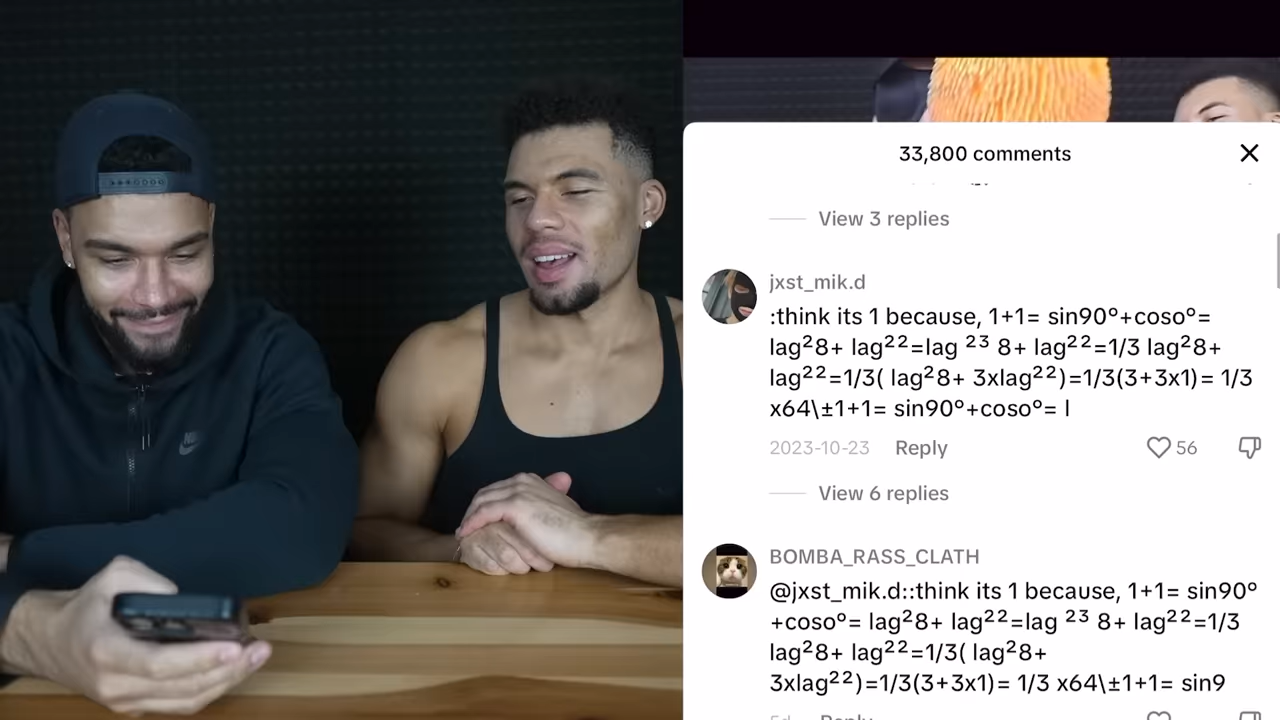 33,800 comments
View 3 replies
jxst_mik.d
:think its 1 because, 1+1= sin90º+cosoº=
lag²8+ lag²²=lag ²³ 8+ lag²²=1/3 lag²8+
lag²²=1/3( lag²8+ 3xlag²²)=1/3(3+3x1)= 1/3
x64\±1+1= sin90º+cosoº= l
2023-10-23 Reply 56
View 6 replies
BOMBA_RASS_CLATH
@jxst_mik.d::think its 1 because, 1+1= sin90º
+cosoº= lag²8+ lag²²=lag ²³ 8+ lag²²=1/3
lag²8+ lag²²=1/3( lag²8+
3xlag²²)=1/3(3+3x1)= 1/3 x64\±1+1= sin9
5d Reply